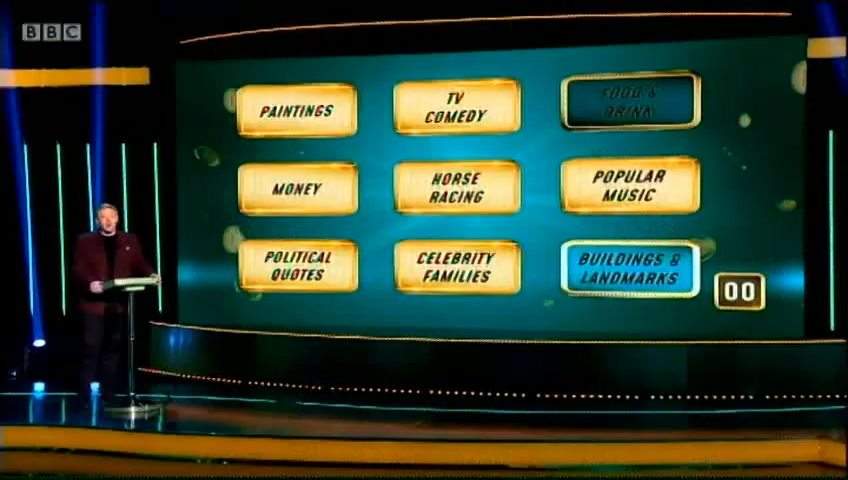 BBC
PAINTINGS
TV
COMEDY
FOOD &
DRINK
MONEY
HORSE
RACING
POPULAR
MUSIC
POLITICAL
QUOTES
CELEBRITY
FAMILIES
BUILDINGS &
LANDMARKS
00